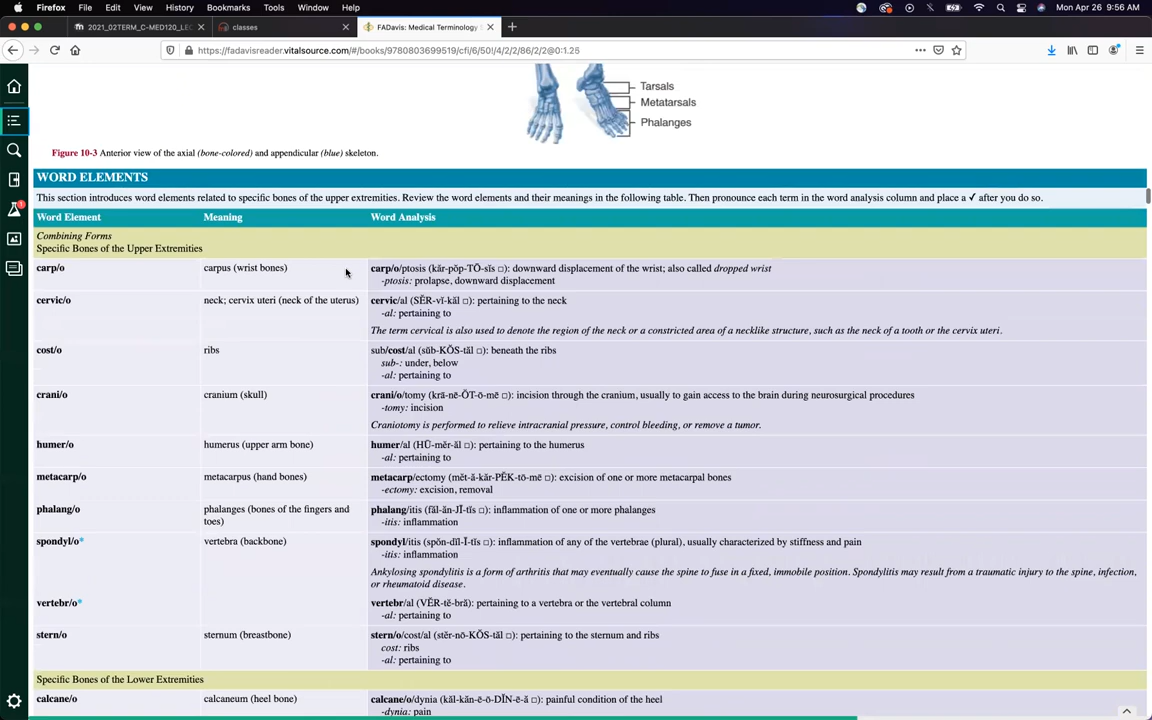 Firefox File Edit View History Bookmarks Tools Window Help Mon Apr 26 9:56 AM
2021_02TERM_C-MED120_LEC classes FADavis: Medical Terminology
https://fadavisreader.vitalsource.com/#/books/9780803699519/cfi/6/50!/4/2/2/86/2/2@0:1.25
Tarsals
Metatarsals
Phalanges
Figure 10-3 Anterior view of the axial (bone-colored) and appendicular (blue) skeleton.
WORD ELEMENTS
This section introduces word elements related to specific bones of the upper extremities. Review the word elements and their meanings in the following table. Then pronounce each term in the word analysis column and place a ✓ after you do so.
Word Element Meaning Word Analysis
Combining Forms
Specific Bones of the Upper Extremities
carp/o carpus (wrist bones) carp/o/ptosis (kăr-pŏp-TŌ-sĭs □): downward displacement of the wrist; also called dropped wrist
-ptosis: prolapse, downward displacement
cervic/o neck; cervix uteri (neck of the uterus) cervic/al (SĔR-vĭ-kăl □): pertaining to the neck
-al: pertaining to
The term cervical is also used to denote the region of the neck or a constricted area of a necklike structure, such as the neck of a tooth or the cervix uteri.
cost/o ribs sub/cost/al (sŭb-KŎS-tăl □): beneath the ribs
sub-: under, below
-al: pertaining to
crani/o cranium (skull) crani/o/tomy (krā-nē-ŎT-ō-mē □): incision through the cranium, usually to gain access to the brain during neurosurgical procedures
-tomy: incision
Craniotomy is performed to relieve intracranial pressure, control bleeding, or remove a tumor.
humer/o humerus (upper arm bone) humer/al (HŪ-mĕr-ăl □): pertaining to the humerus
-al: pertaining to
metacarp/o metacarpus (hand bones) metacarp/ectomy (mĕt-ă-kăr-PĔK-tō-mē □): excision of one or more metacarpal bones
-ectomy: excision, removal
phalang/o phalanges (bones of the fingers and phalang/itis (făl-ăn-JĪ-tĭs □): inflammation of one or more phalanges
toes) -itis: inflammation
spondyl/o* vertebra (backbone) spondyl/itis (spŏn-dĭl-Ī-tĭs □): inflammation of any of the vertebrae (plural), usually characterized by stiffness and pain
-itis: inflammation
Ankylosing spondylitis is a form of arthritis that may eventually cause the spine to fuse in a fixed, immobile position. Spondylitis may result from a traumatic injury to the spine, infection,
or rheumatoid disease.
vertebr/o* vertebr/al (VĔR-tĕ-bră): pertaining to a vertebra or the vertebral column
-al: pertaining to
stern/o sternum (breastbone) stern/o/cost/al (stĕr-nō-KŎS-tăl □): pertaining to the sternum and ribs
cost: ribs
-al: pertaining to
Specific Bones of the Lower Extremities
calcane/o calcaneum (heel bone) calcane/o/dynia (kăl-kăn-ē-ō-DĬN-ē-ă □): painful condition of the heel
-dynia: pain